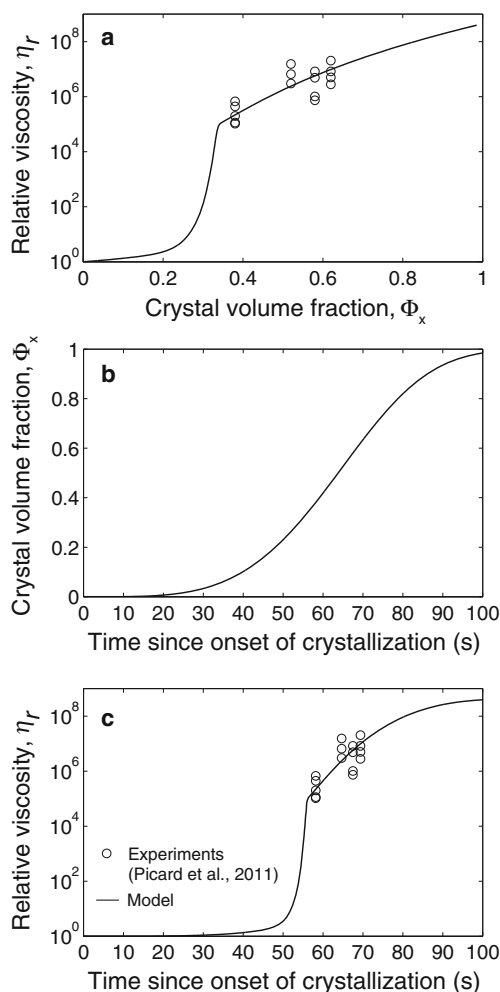 a
10^8
10^6
10^4
10^2
10^0
Relative viscosity, η_r
0 0.2 0.4 0.6 0.8 1
Crystal volume fraction, Φ_x
b
1
0.8
0.6
0.4
0.2
0
Crystal volume fraction, Φ_x
0 10 20 30 40 50 60 70 80 90 100
Time since onset of crystallization (s)
c
10^8
10^6
10^4
10^2
10^0
Relative viscosity, η_r
Experiments
(Picard et al., 2011)
Model
0 10 20 30 40 50 60 70 80 90 100
Time since onset of crystallization (s)